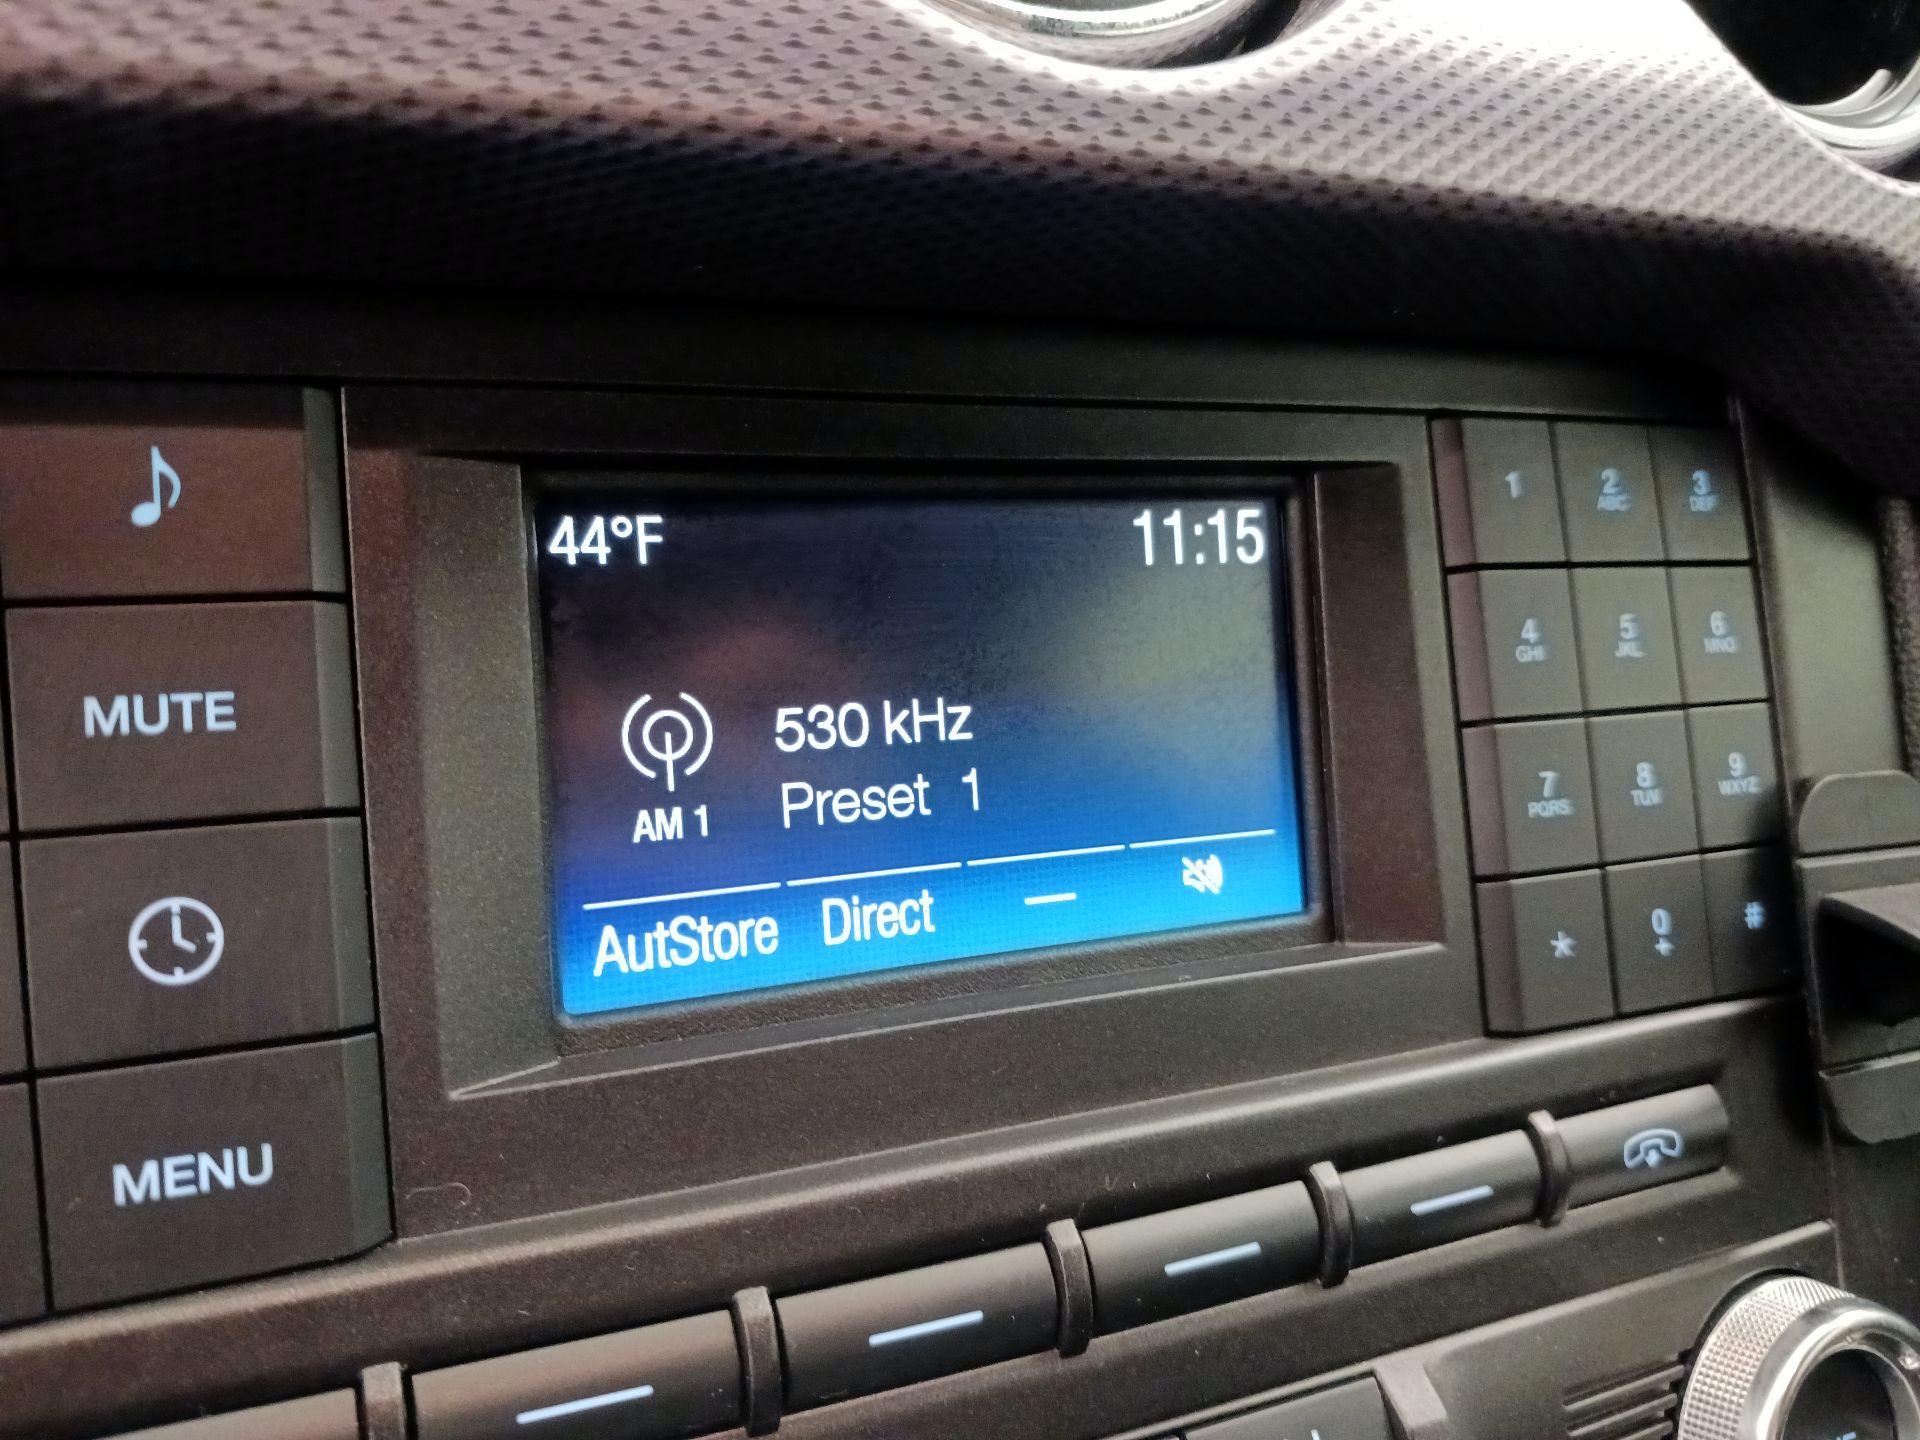 44°F 11:15
530 kHz
Preset 1
AM 1
AutStore Direct
MUTE
MENU
1 2 ABC 3 DEF
4 GHI 5 JKL 6 MNO
7 PQRS 8 TUV 9 WXYZ
* 0 + #